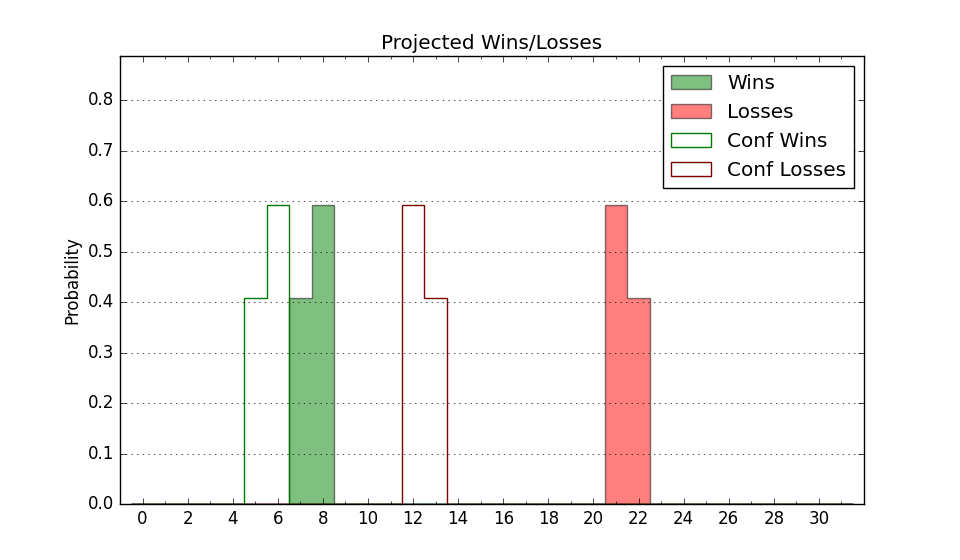 Projected Wins/Losses
Wins
Losses
Conf Wins
Conf Losses
Probability
0.8
0.7
0.6
0.5
0.4
0.3
0.2
0.1
0.0
0 2 4 6 8 10 12 14 16 18 20 22 24 26 28 30